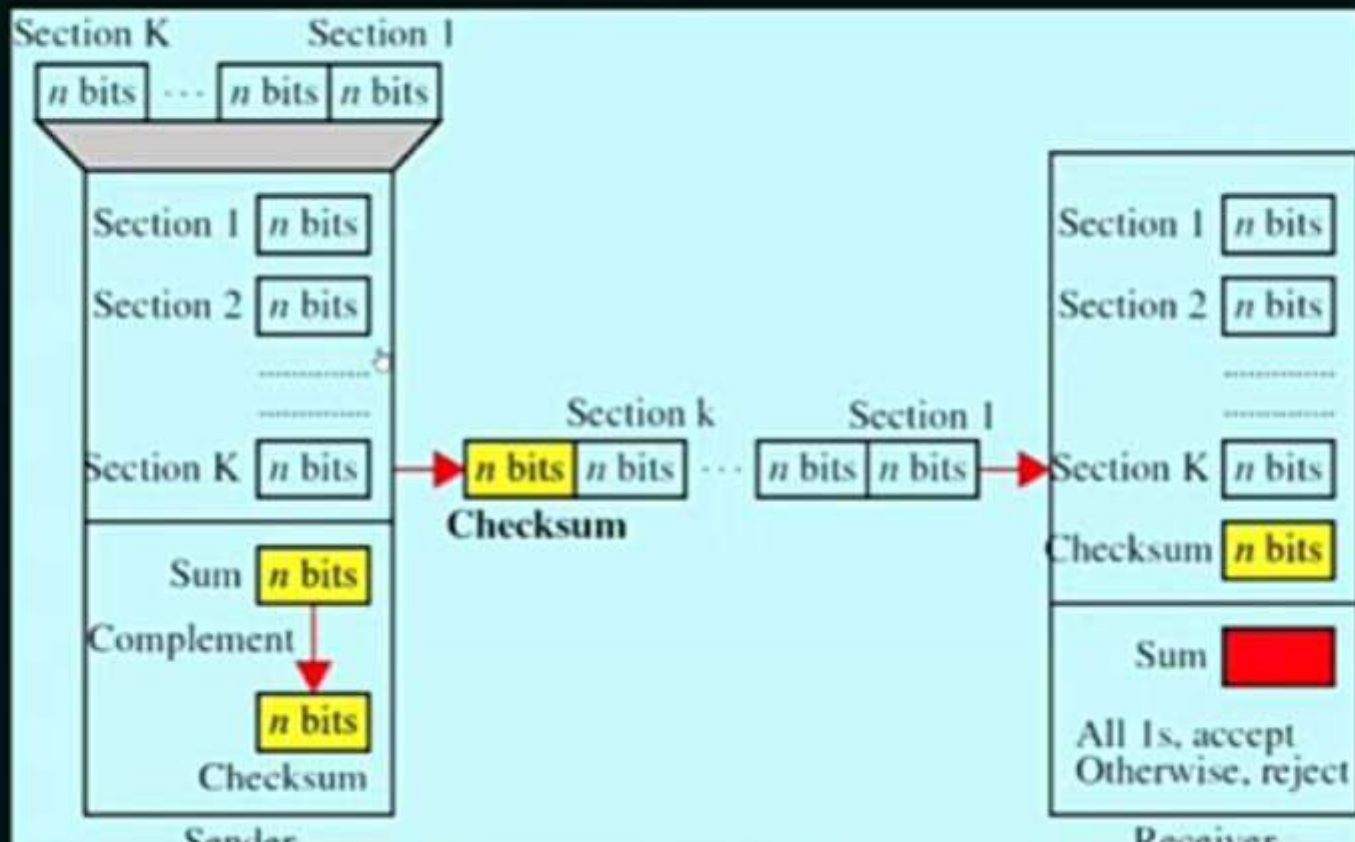 Section K Section 1
n bits ... n bits n bits
Section 1 n bits
Section 2 n bits
Section K n bits
Sum n bits
Complement
n bits
Checksum
Sender
Section k Section 1
n bits n bits ... n bits n bits
Checksum
Section 1 n bits
Section 2 n bits
Section K n bits
Checksum n bits
Sum
All 1s, accept
Otherwise, reject
Receiver